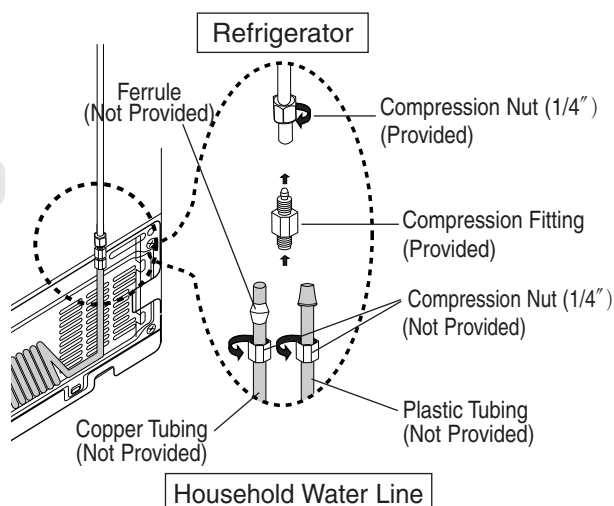 Refrigerator
Ferrule
(Not Provided)
Compression Nut (1/4″)
(Provided)
Compression Fitting
(Provided)
Compression Nut (1/4″)
(Not Provided)
Plastic Tubing
(Not Provided)
Copper Tubing
(Not Provided)
Household Water Line